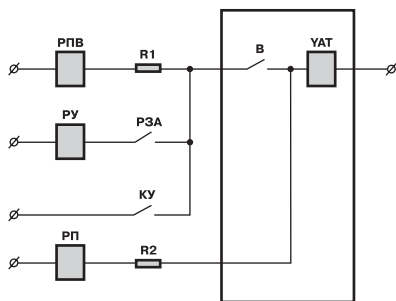 РПВ R1
В YAT
РУ РЗА
КУ
РП R2